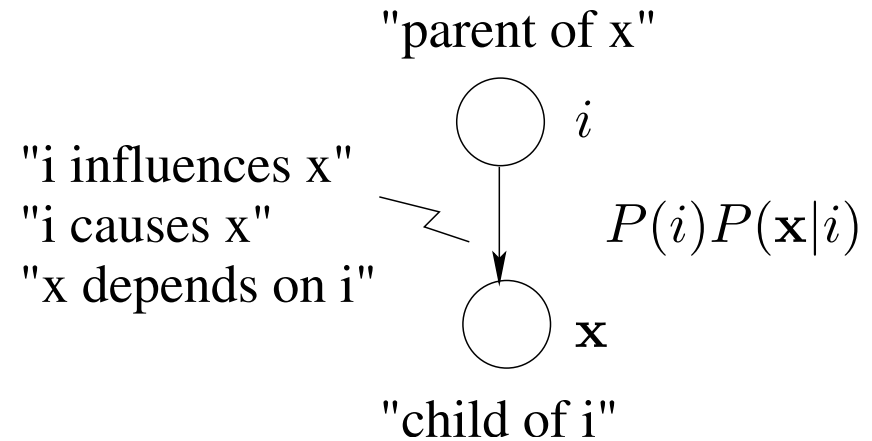 "parent of x"
i
"i influences x"
"i causes x"
"x depends on i"
P(i)P(x|i)
x
"child of i"